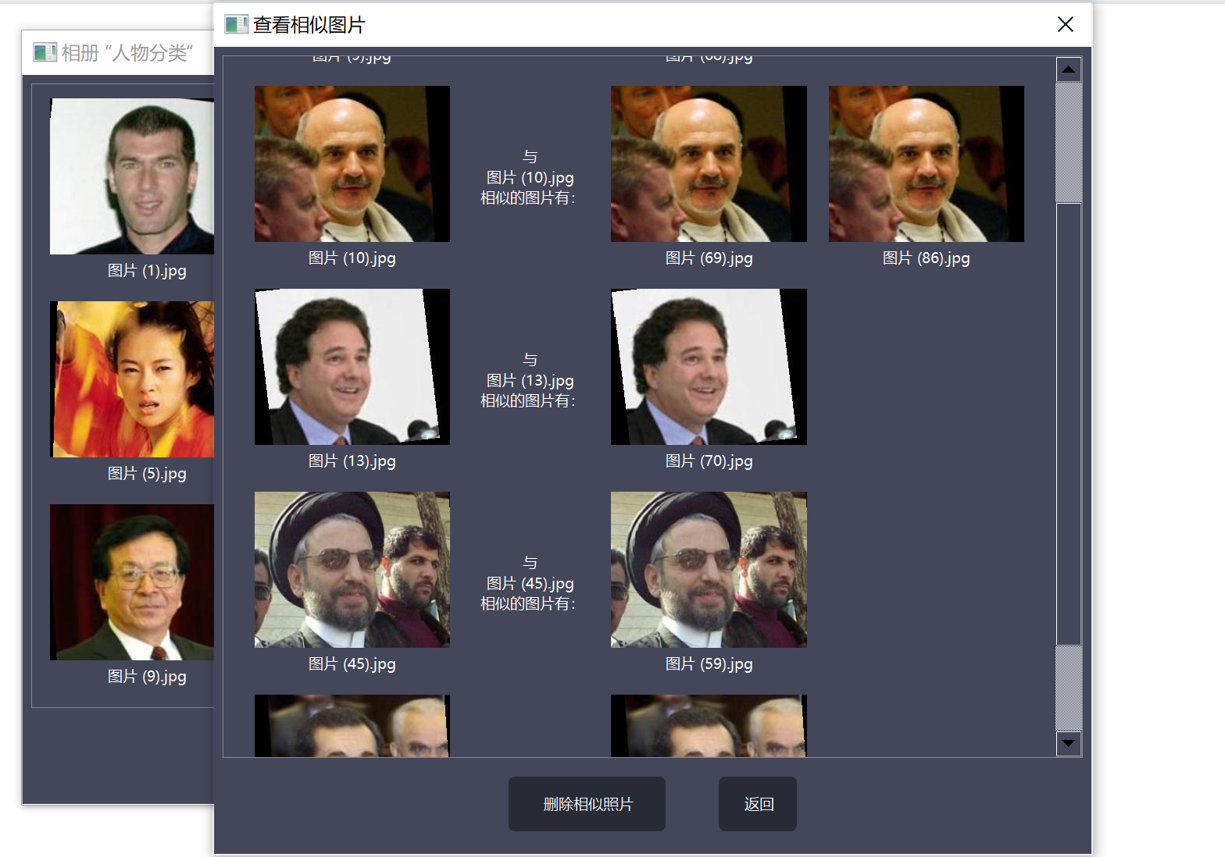 查看相似图片
相册 “人物分类“
图片 (1).jpg
图片 (5).jpg
图片 (9).jpg
图片 (9).jpg
与
图片 (10).jpg
相似的图片有：
图片 (10).jpg
图片 (69).jpg
图片 (86).jpg
与
图片 (13).jpg
相似的图片有：
图片 (13).jpg
图片 (70).jpg
与
图片 (45).jpg
相似的图片有：
图片 (45).jpg
图片 (59).jpg
删除相似照片
返回